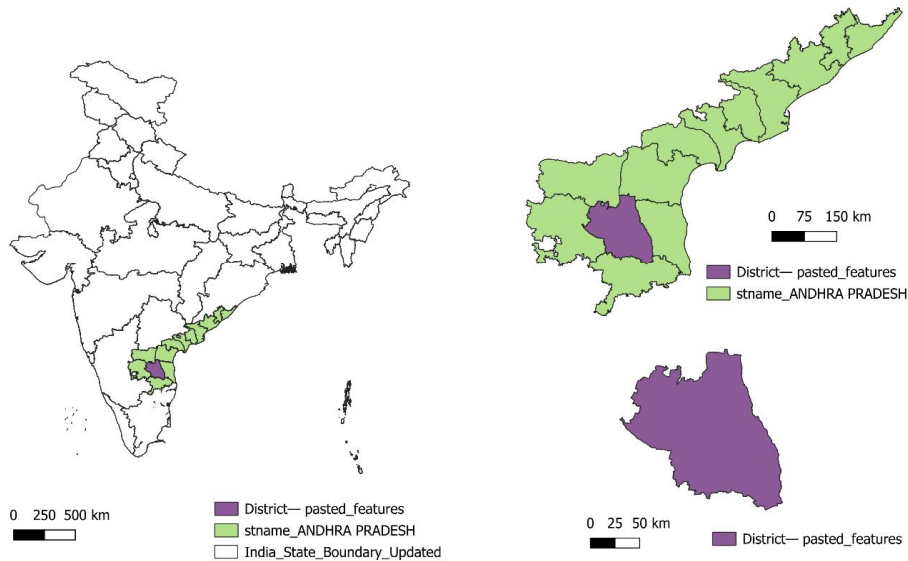 0 250 500 km
District— pasted_features
stname_ANDHRA PRADESH
India_State_Boundary_Updated
0 75 150 km
District— pasted_features
stname_ANDHRA PRADESH
0 25 50 km
District— pasted_features